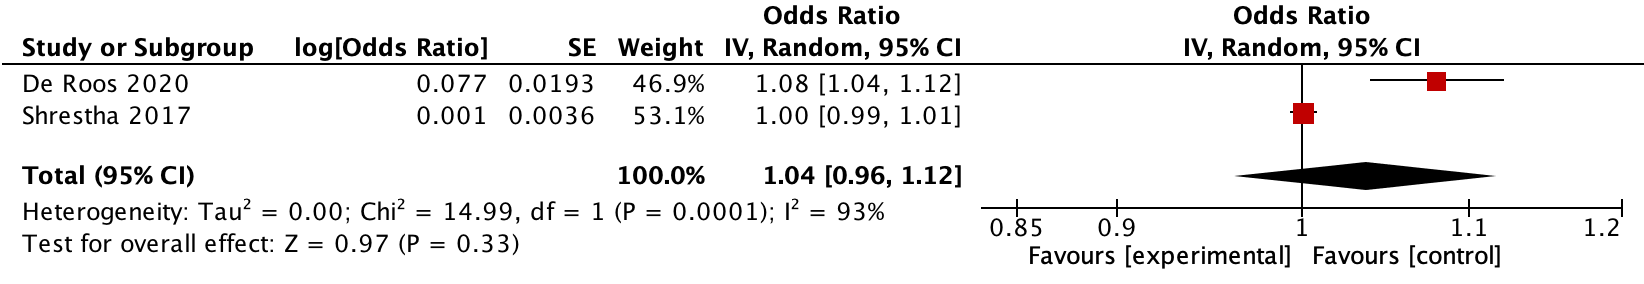 Odds Ratio Odds Ratio
Study or Subgroup log[Odds Ratio] SE Weight IV, Random, 95% CI IV, Random, 95% CI
De Roos 2020 0.077 0.0193 46.9% 1.08 [1.04, 1.12]
Shrestha 2017 0.001 0.0036 53.1% 1.00 [0.99, 1.01]
Total (95% CI) 100.0% 1.04 [0.96, 1.12]
Heterogeneity: Tau² = 0.00; Chi² = 14.99, df = 1 (P = 0.0001); I² = 93%
Test for overall effect: Z = 0.97 (P = 0.33)
0.85 0.9 1 1.1 1.2
Favours [experimental] Favours [control]